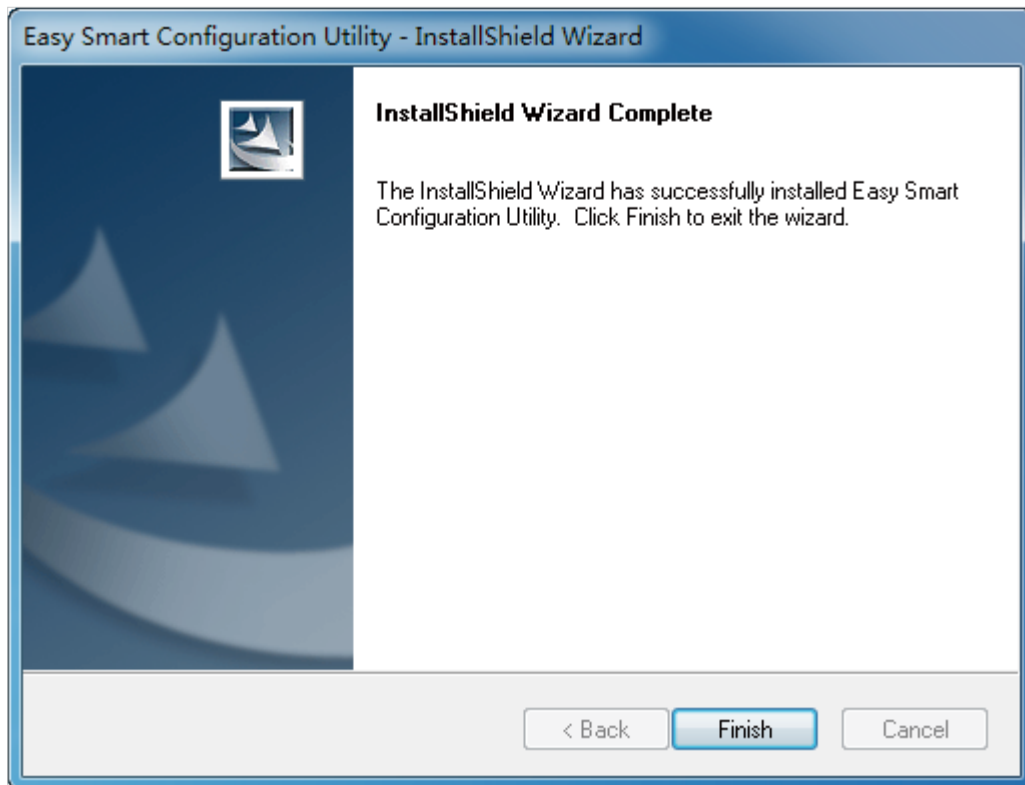 Easy Smart Configuration Utility - InstallShield Wizard
InstallShield Wizard Complete
The InstallShield Wizard has successfully installed Easy Smart
Configuration Utility.  Click Finish to exit the wizard.
< Back
Finish
Cancel